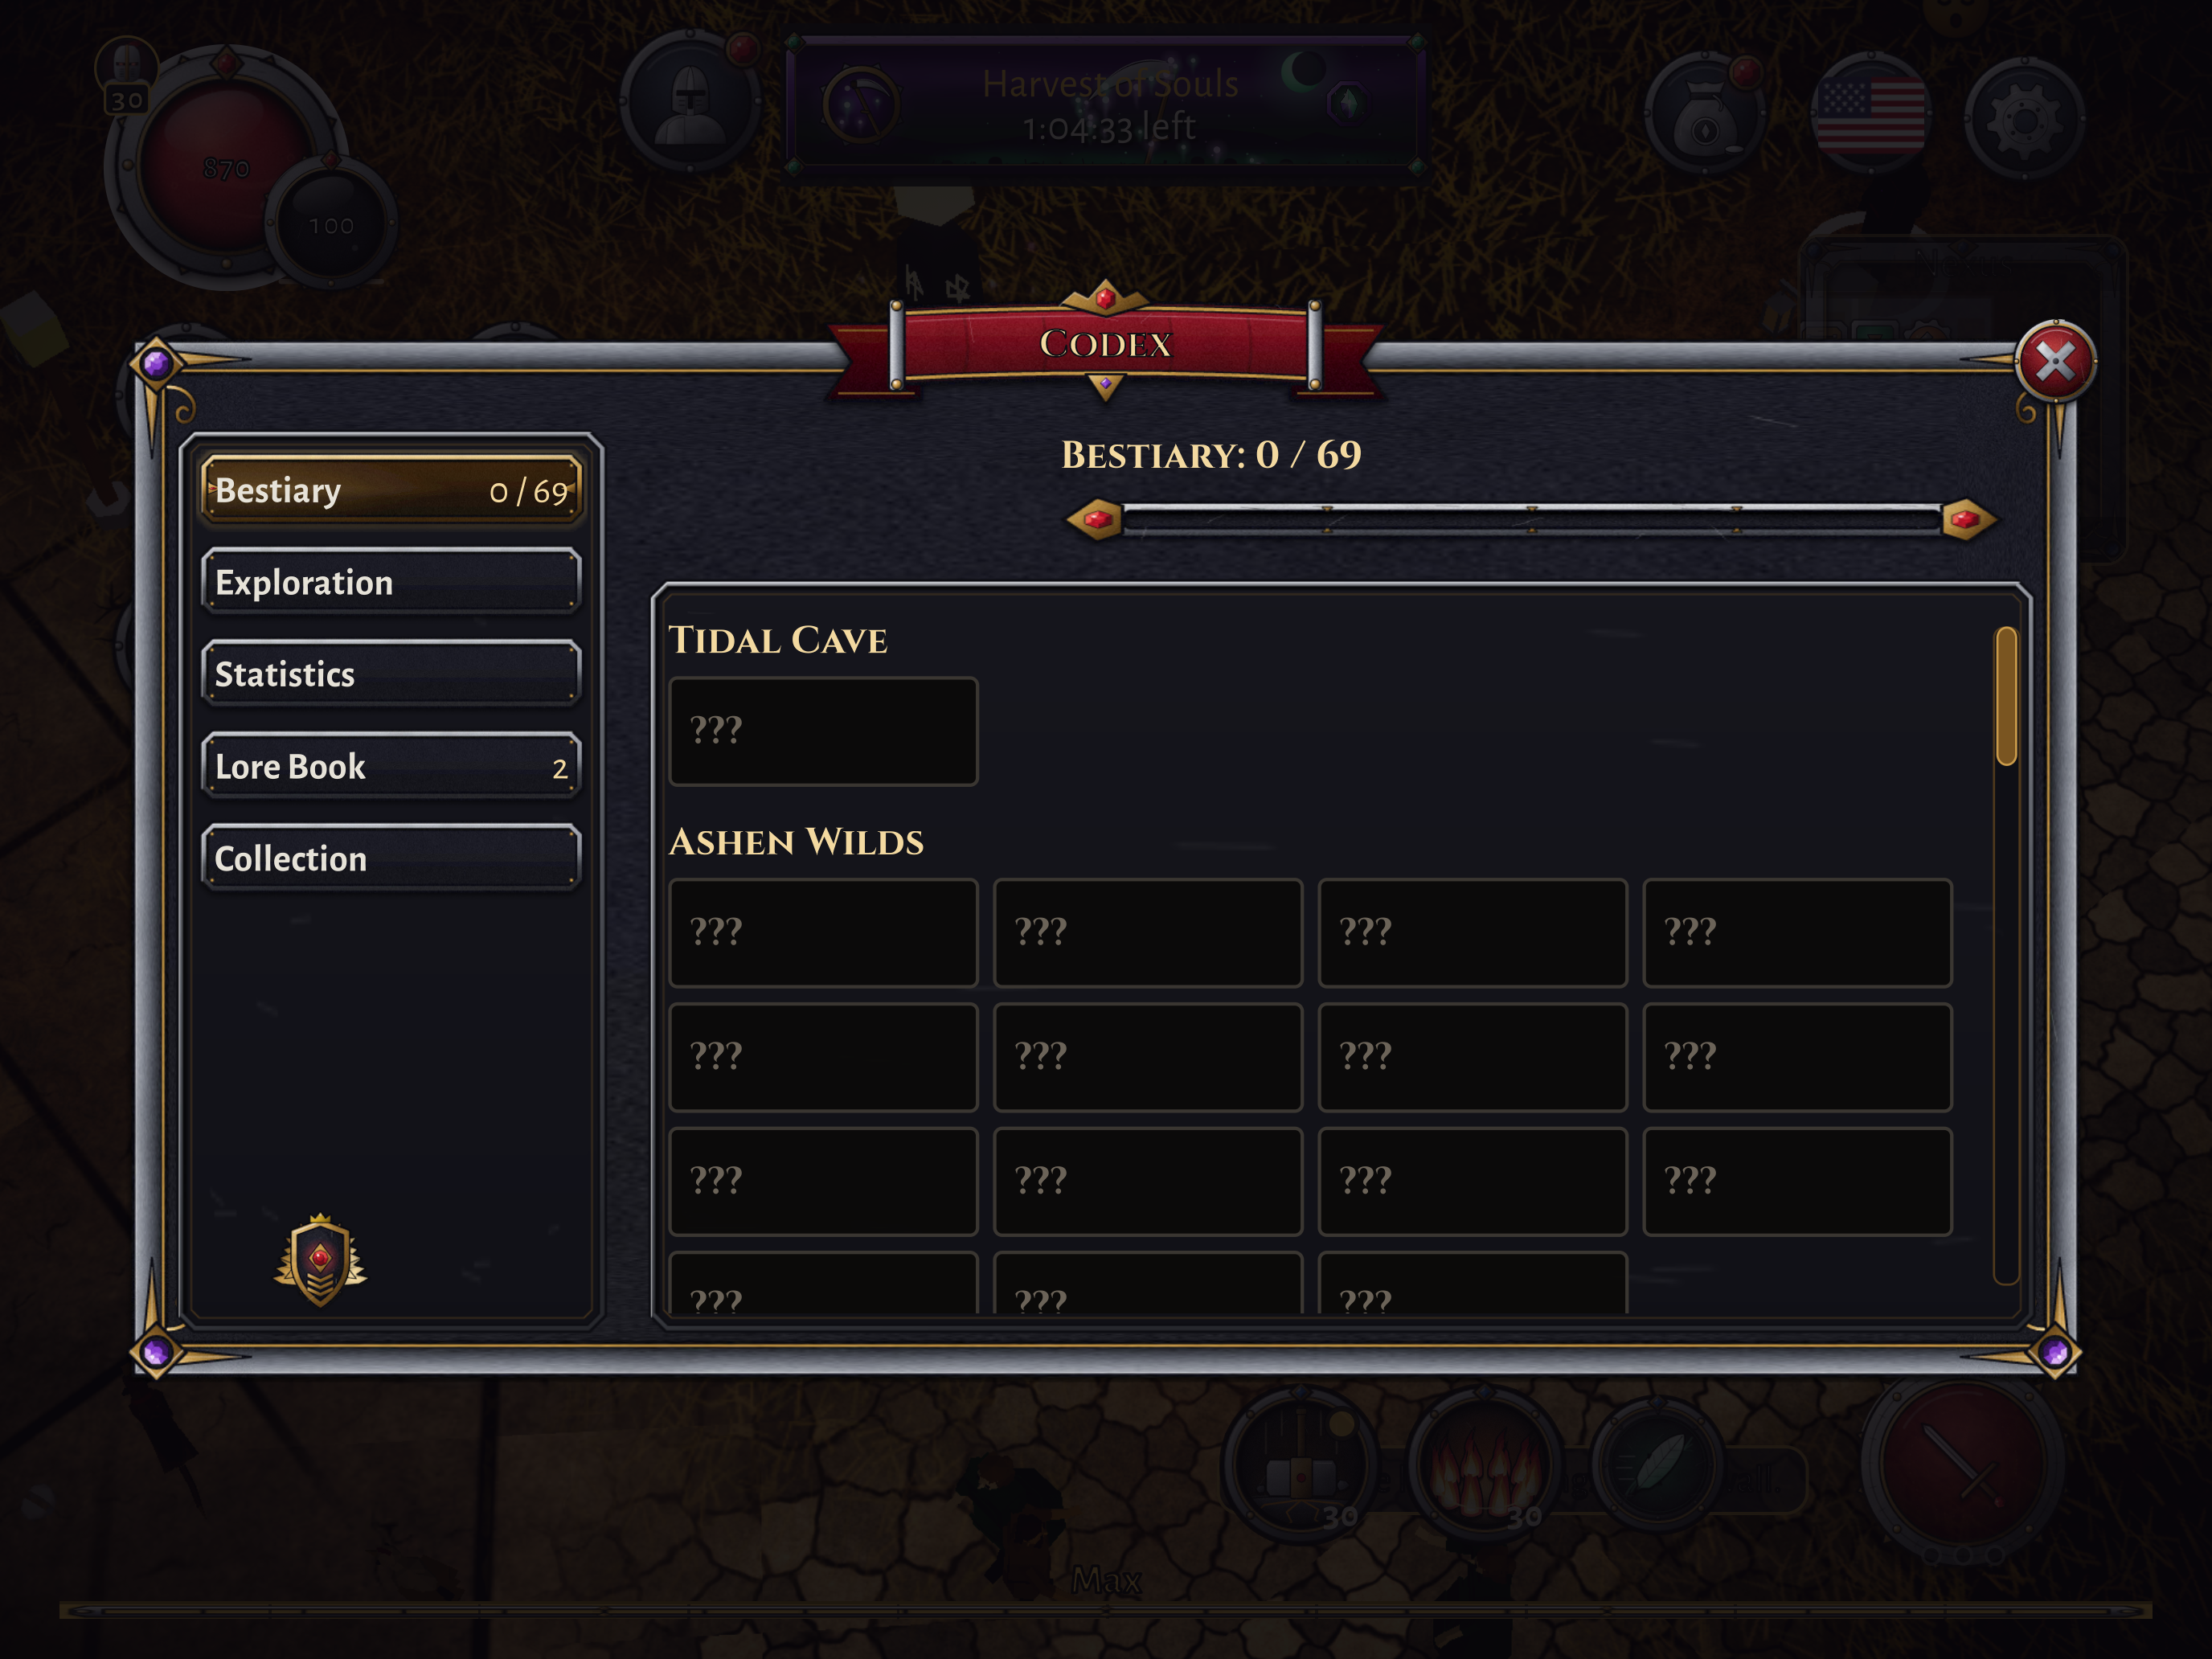 30
870
100
Harvest of Souls
1:04:33 left
Codex
Bestiary 0 / 69
Exploration
Statistics
Lore Book 2
Collection
Bestiary: 0 / 69
Tidal Cave
???
Ashen Wilds
??? ??? ??? ???
??? ??? ??? ???
??? ??? ??? ???
??? ??? ???
30 30
Max